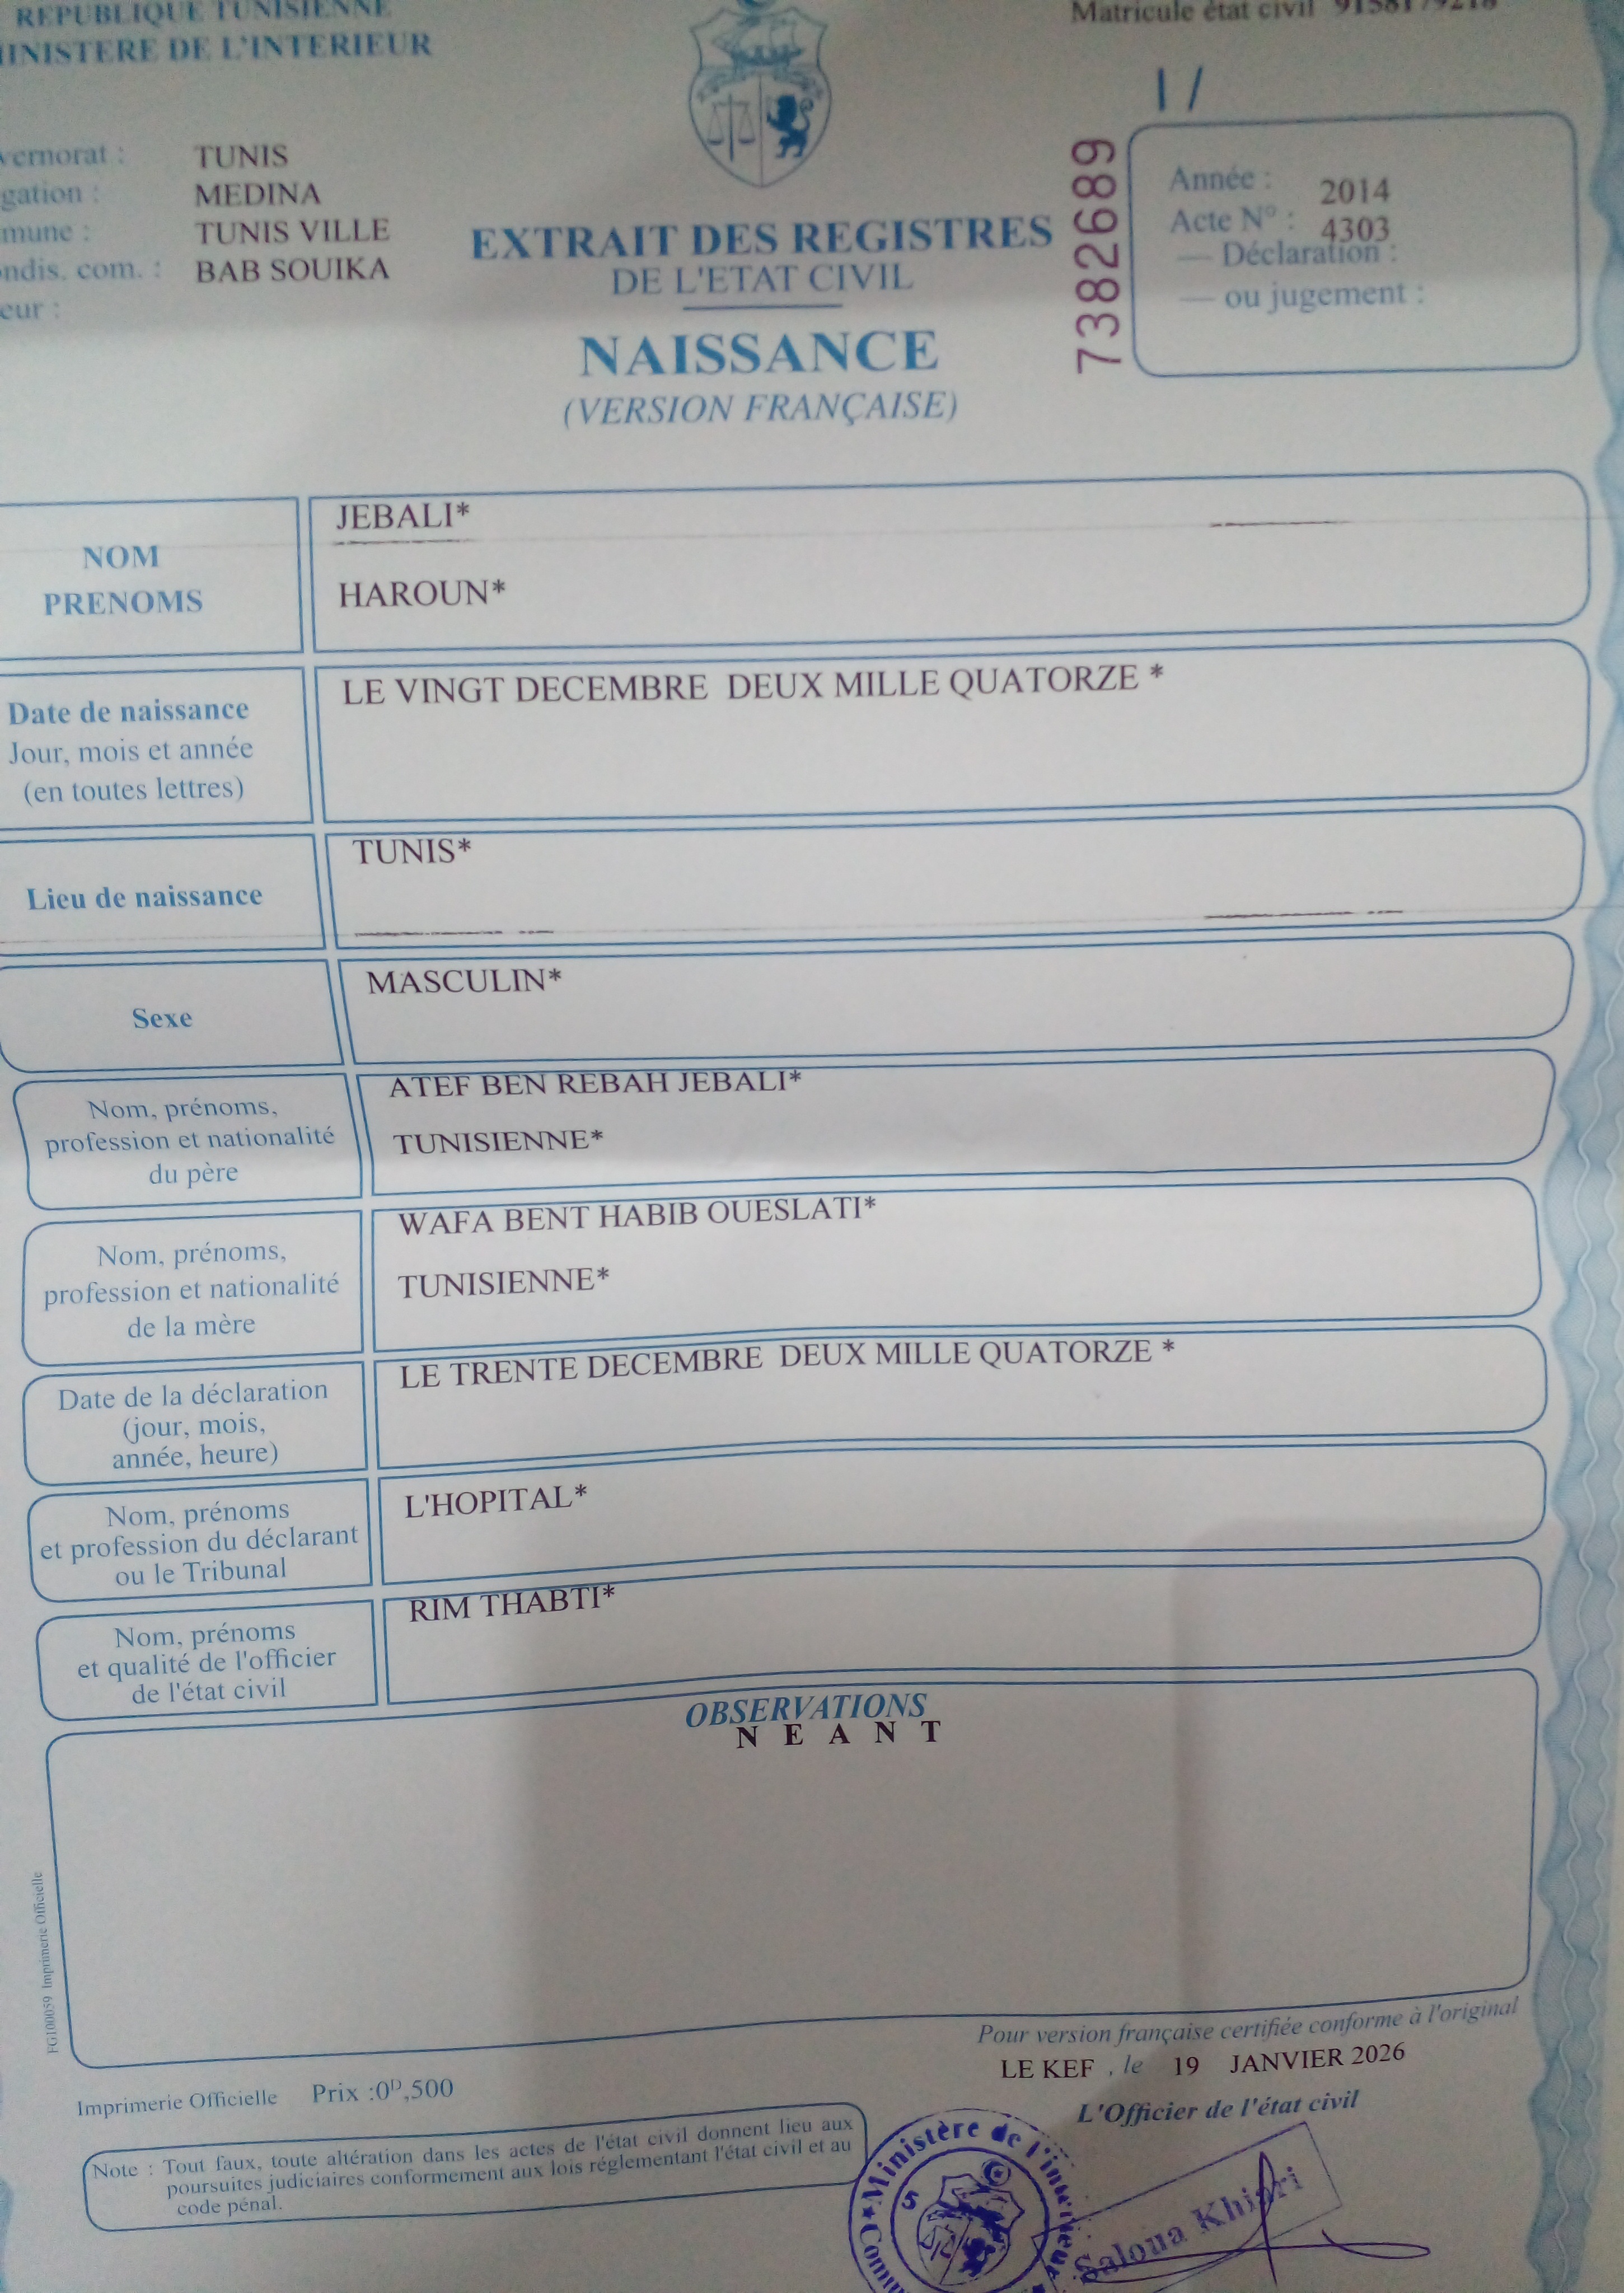 REPUBLIQUE TUNISIENNE
MINISTERE DE L'INTERIEUR
Matricule état civil
1 /
vernorat : TUNIS
gation : MEDINA
mmune : TUNIS VILLE
ondis. com. : BAB SOUIKA
eur :
EXTRAIT DES REGISTRES
DE L'ETAT CIVIL
NAISSANCE
(VERSION FRANÇAISE)
7382689
Année : 2014
Acte N° : 4303
— Déclaration :
— ou jugement :
NOM
PRENOMS
JEBALI*
HAROUN*
Date de naissance
Jour, mois et année
(en toutes lettres)
LE VINGT DECEMBRE DEUX MILLE QUATORZE *
Lieu de naissance
TUNIS*
Sexe
MASCULIN*
Nom, prénoms,
profession et nationalité
du père
ATEF BEN REBAH JEBALI*
TUNISIENNE*
Nom, prénoms,
profession et nationalité
de la mère
WAFA BENT HABIB OUESLATI*
TUNISIENNE*
Date de la déclaration
(jour, mois,
année, heure)
LE TRENTE DECEMBRE DEUX MILLE QUATORZE *
Nom, prénoms
et profession du déclarant
ou le Tribunal
L'HOPITAL*
Nom, prénoms
et qualité de l'officier
de l'état civil
RIM THABTI*
OBSERVATIONS
N E A N T
FG100059 Imprimerie Officielle
Pour version française certifiée conforme à l'original
LE KEF , le 19 JANVIER 2026
L'Officier de l'état civil
Imprimerie Officielle Prix :0D,500
Note : Tout faux, toute altération dans les actes de l'état civil donnent lieu aux
poursuites judiciaires conformement aux lois réglementant l'état civil et au
code pénal.
Ministère de l'intérieur
5
Saloua Khiari